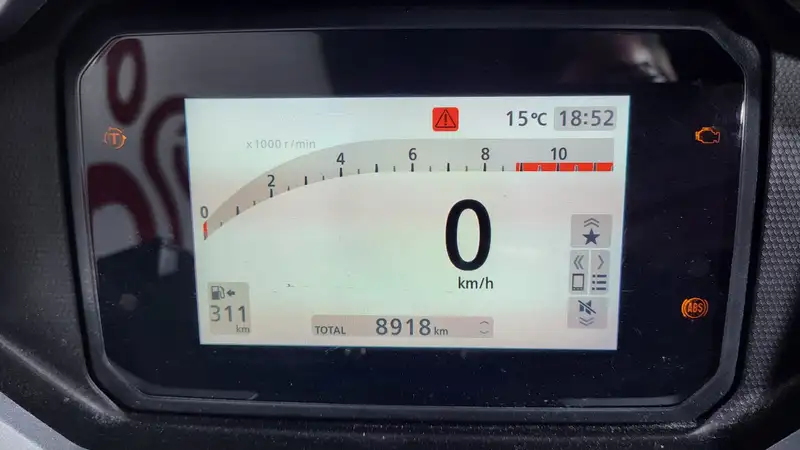 15°C 18:52
x1000 r/min
0 2 4 6 8 10
T
0
km/h
ABS
311
km
TOTAL 8918 km